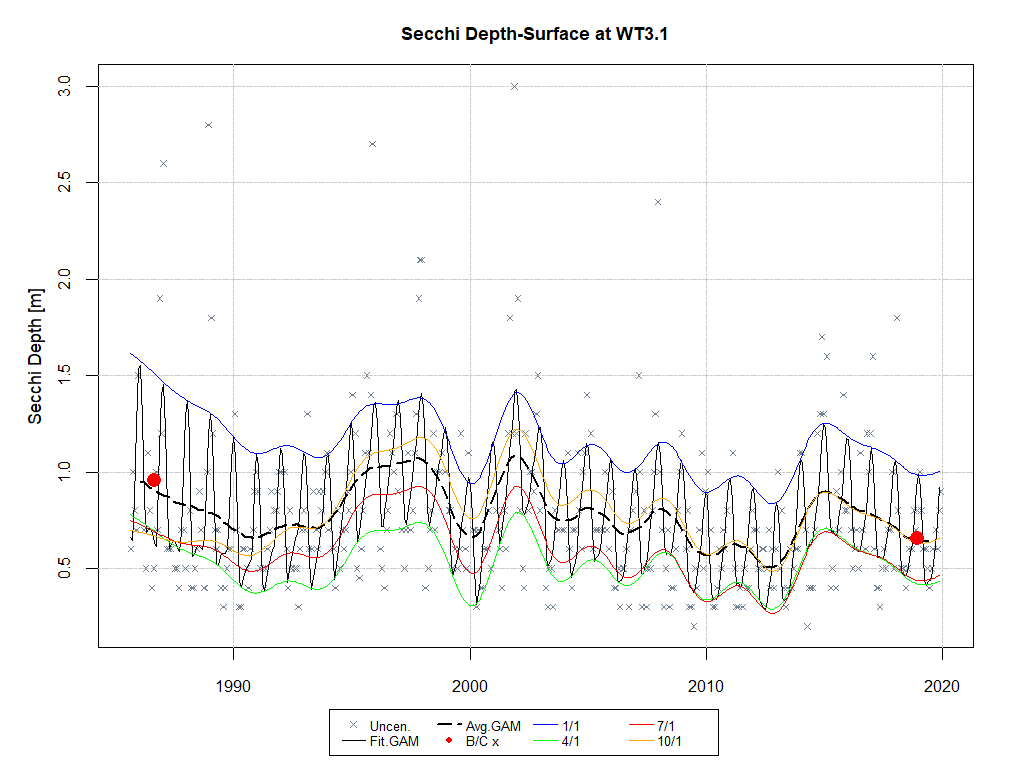 Secchi Depth-Surface at WT3.1
Secchi Depth [m]
3.0
2.5
2.0
1.5
1.0
0.5
1990 2000 2010 2020
Uncen. Avg.GAM 1/1 7/1
Fit.GAM B/C x 4/1 10/1